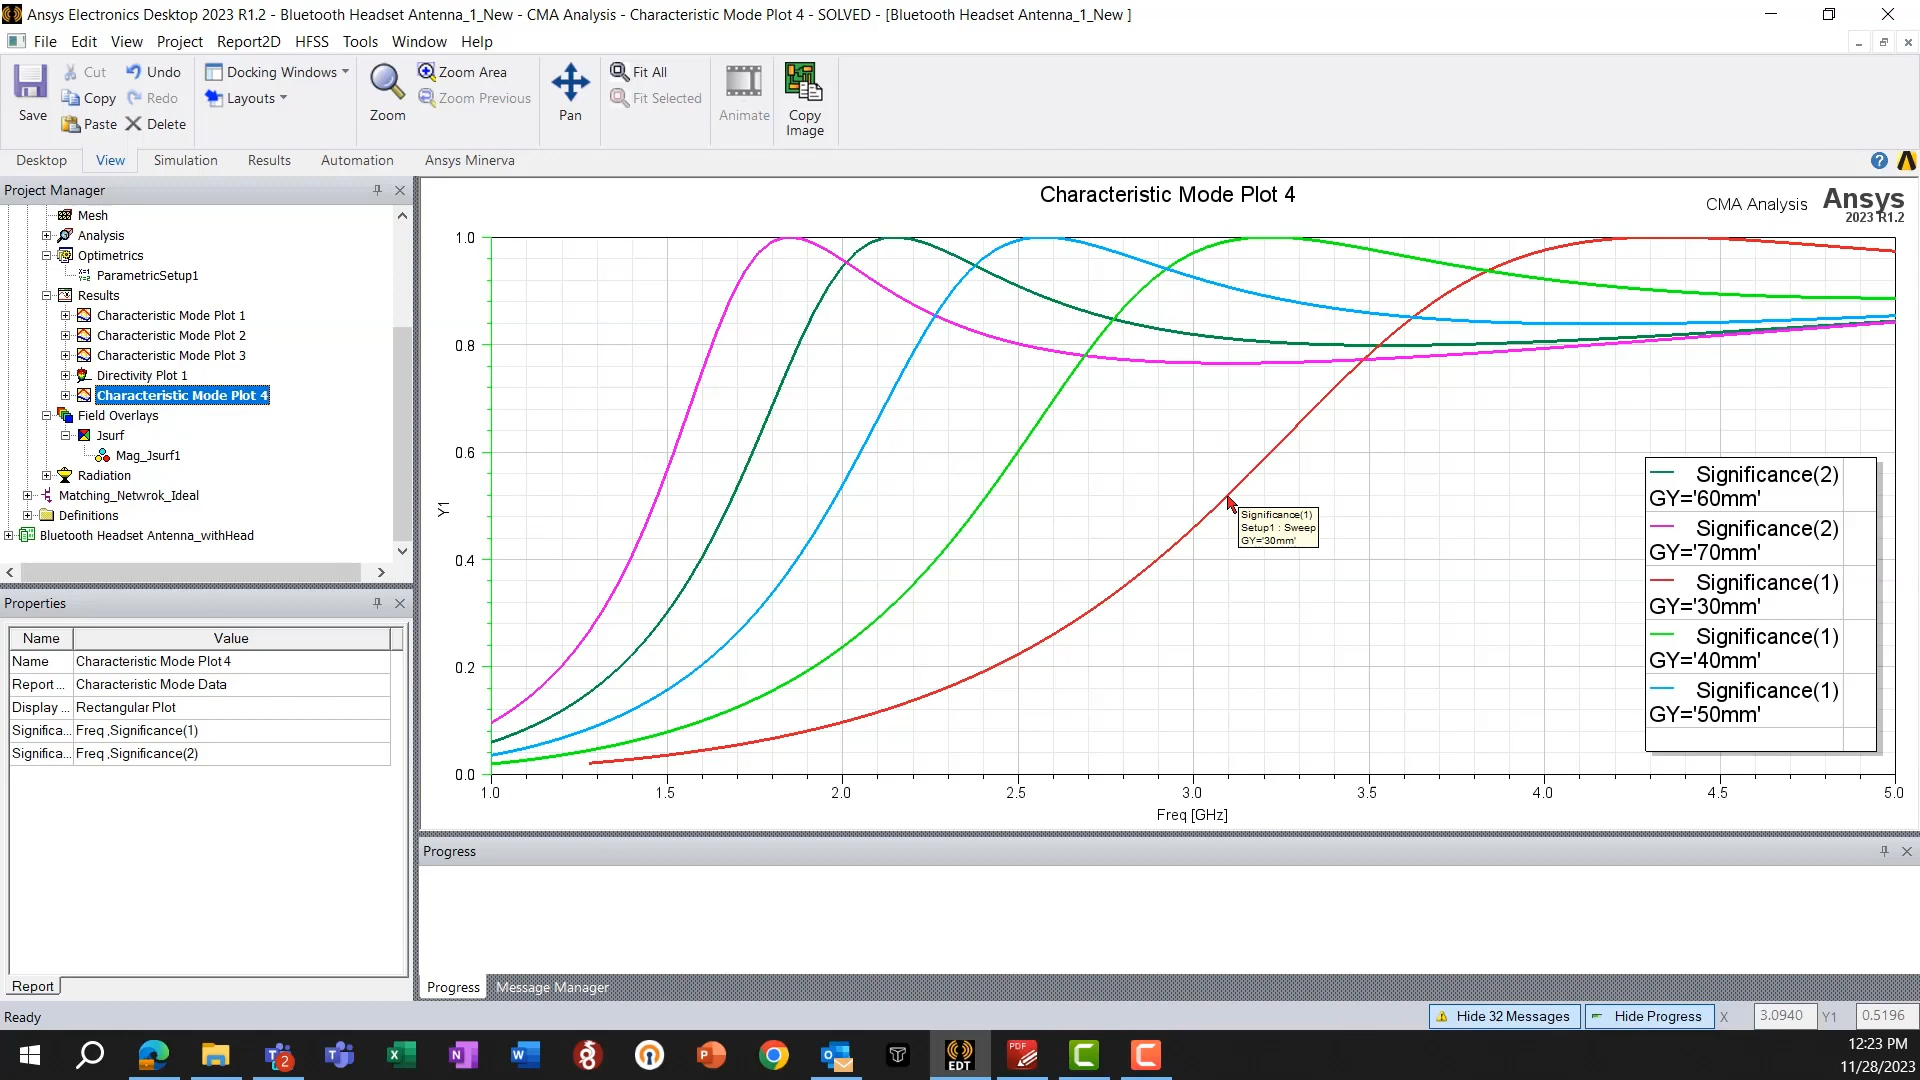 Ansys Electronics Desktop 2023 R1.2 - Bluetooth Headset Antenna_1_New - CMA Analysis - Characteristic Mode Plot 4 - SOLVED - [Bluetooth Headset Antenna_1_New ]
File Edit View Project Report2D HFSS Tools Window Help
Save
Cut
Copy
Paste
Undo
Redo
Delete
Docking Windows
Layouts
Zoom
Zoom Area
Zoom Previous
Pan
Fit All
Fit Selected
Animate
Copy
Image
Desktop View Simulation Results Automation Ansys Minerva
Project Manager
Mesh
Analysis
Optimetrics
ParametricSetup1
Results
Characteristic Mode Plot 1
Characteristic Mode Plot 2
Characteristic Mode Plot 3
Directivity Plot 1
Characteristic Mode Plot 4
Field Overlays
Jsurf
Mag_Jsurf1
Radiation
Matching_Netwrok_Ideal
Definitions
Bluetooth Headset Antenna_withHead
Properties
Name Value
Name Characteristic Mode Plot 4
Report ... Characteristic Mode Data
Display ... Rectangular Plot
Significa... Freq ,Significance(1)
Significa... Freq ,Significance(2)
Report
Characteristic Mode Plot 4
CMA Analysis
Ansys
2023 R1.2
1.0
0.8
0.6
0.4
0.2
0.0
Y1
1.0 1.5 2.0 2.5 3.0 3.5 4.0 4.5 5.0
Freq [GHz]
Significance(1)
Setup1 : Sweep
GY='30mm'
Significance(2)
GY='60mm'
Significance(2)
GY='70mm'
Significance(1)
GY='30mm'
Significance(1)
GY='40mm'
Significance(1)
GY='50mm'
Progress
Progress Message Manager
Ready
Hide 32 Messages Hide Progress X 3.0940 Y1 0.5196
2
EDT
PDF
12:23 PM
11/28/2023